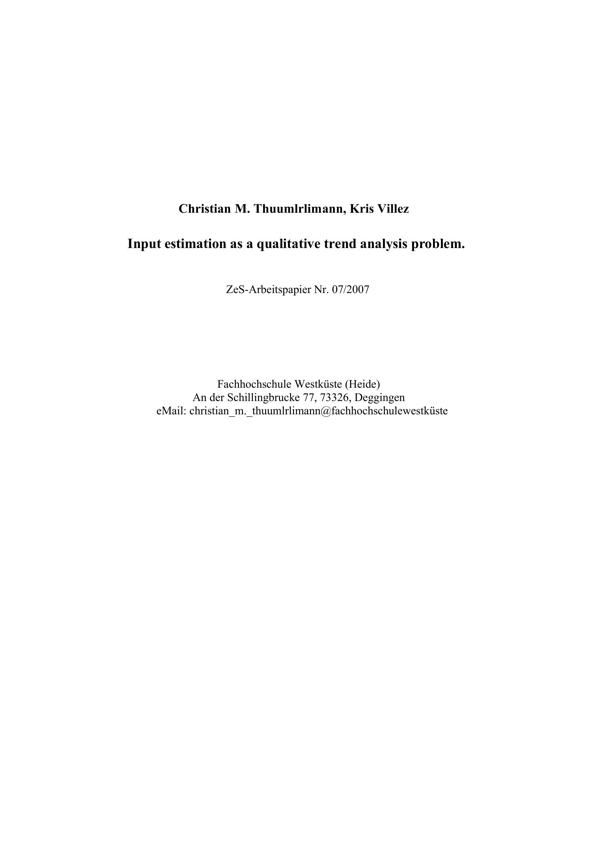 Christian M. Thuumlrlimann, Kris Villez
Input estimation as a qualitative trend analysis problem.
ZeS-Arbeitspapier Nr. 07/2007
Fachhochschule Westküste (Heide)
An der Schillingbrucke 77, 73326, Deggingen
eMail: christian_m._thuumlrlimann@fachhochschulewestküste